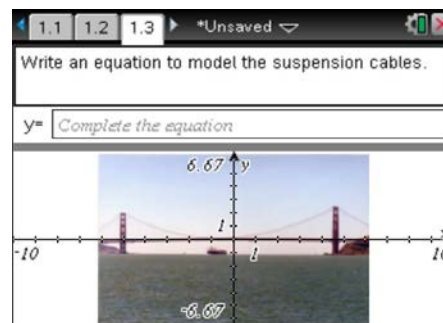 1.1 1.2 1.3 *Unsaved
Write an equation to model the suspension cables.
y= Complete the equation
6.67 y
1
-10 1
-6.67